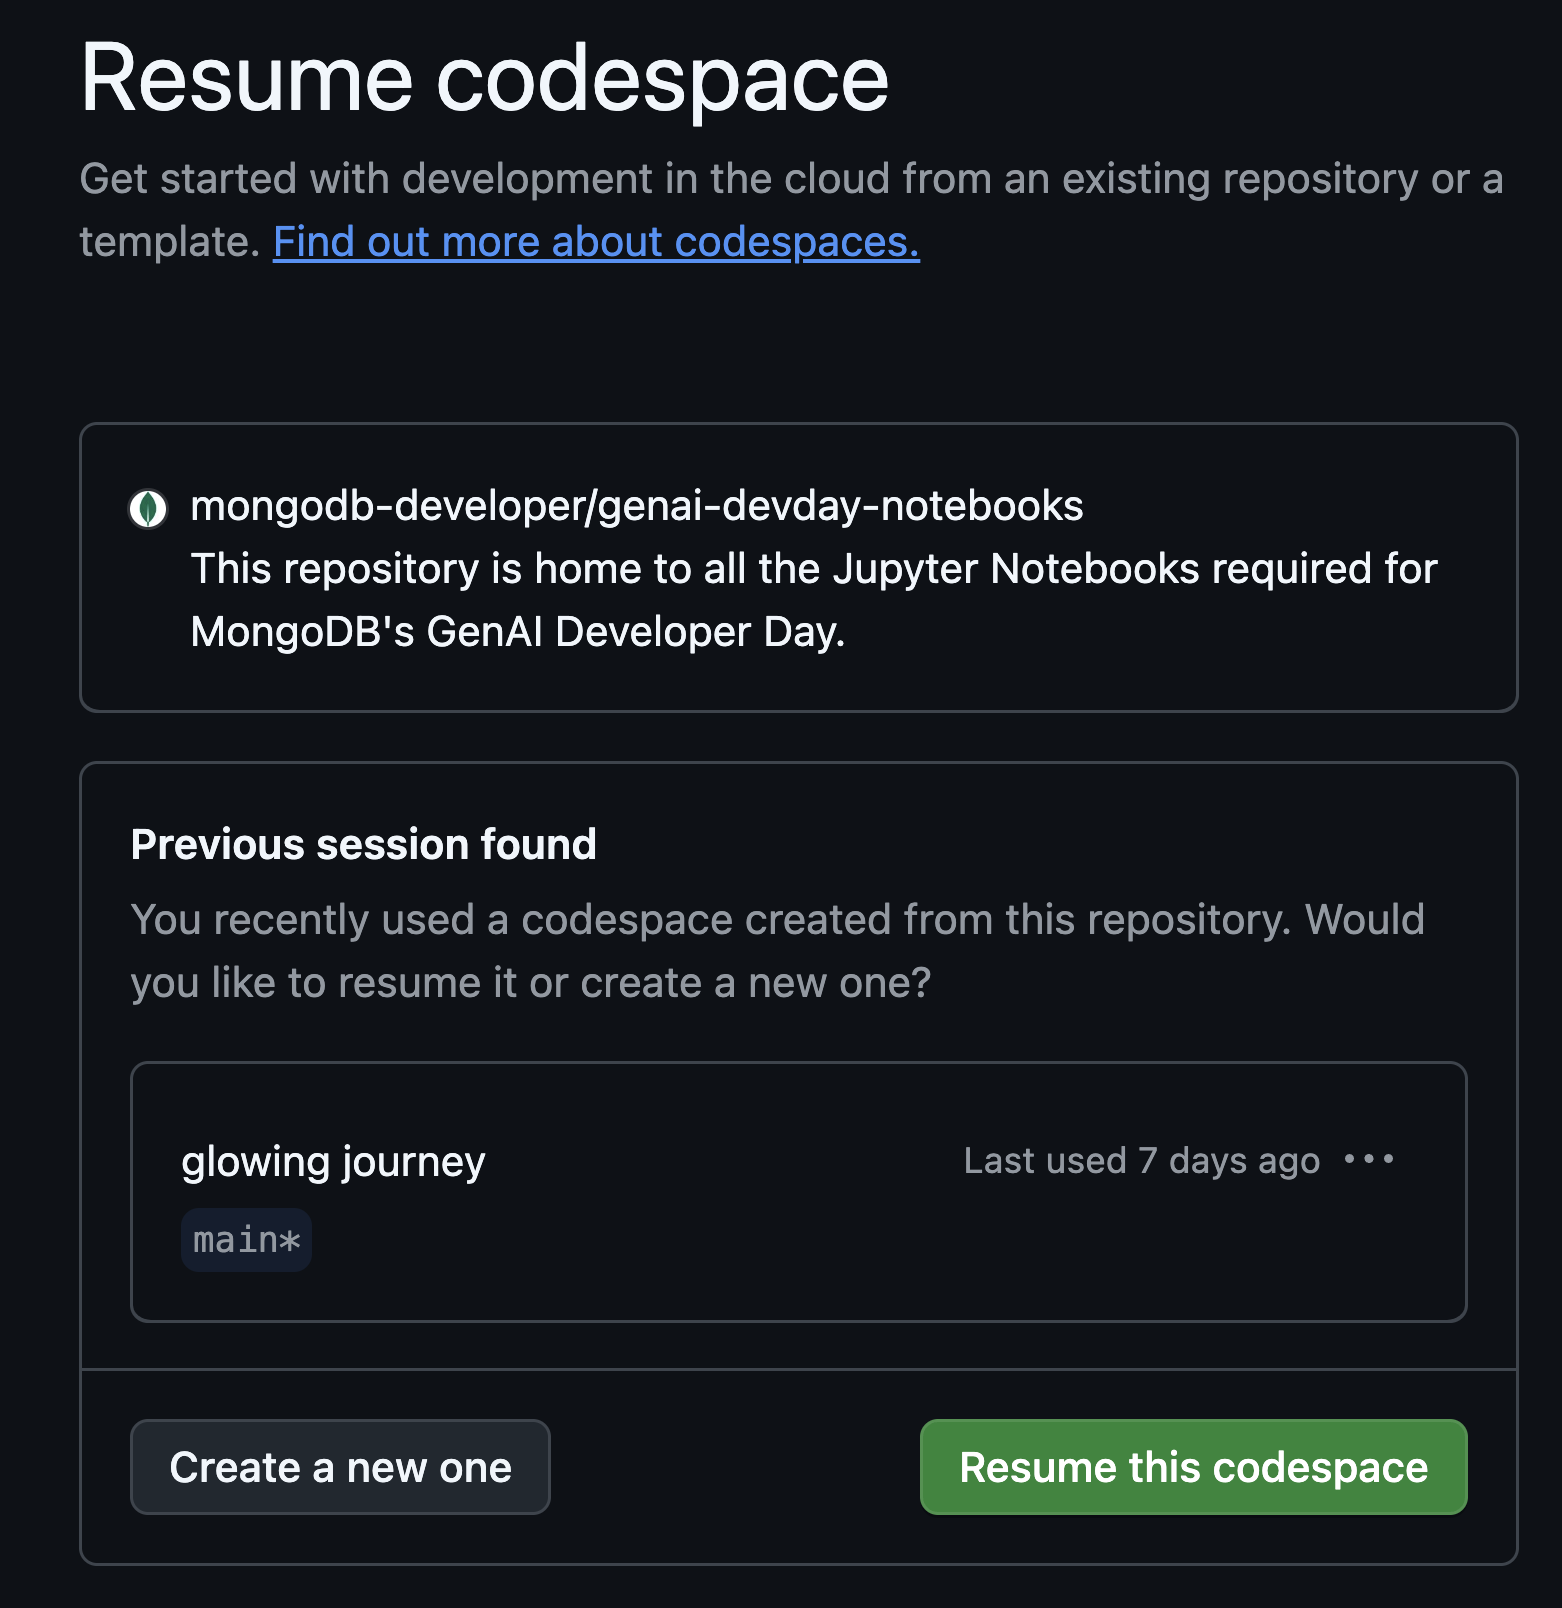 Resume codespace
Get started with development in the cloud from an existing repository or a
template. Find out more about codespaces.
mongodb-developer/genai-devday-notebooks
This repository is home to all the Jupyter Notebooks required for
MongoDB's GenAI Developer Day.
Previous session found
You recently used a codespace created from this repository. Would
you like to resume it or create a new one?
glowing journey
Last used 7 days ago ···
main*
Create a new one
Resume this codespace